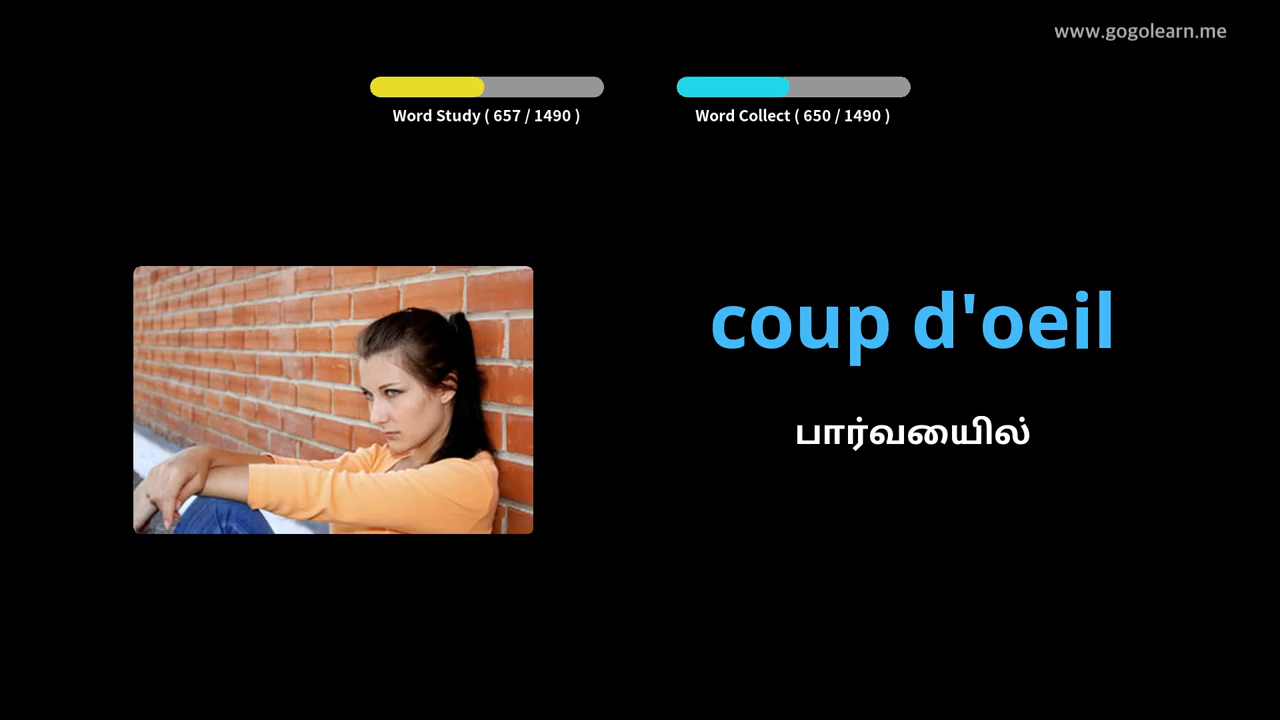 www.gogolearn.me
Word Study ( 657 / 1490 )
Word Collect ( 650 / 1490 )
coup d'oeil
பார்வையில்